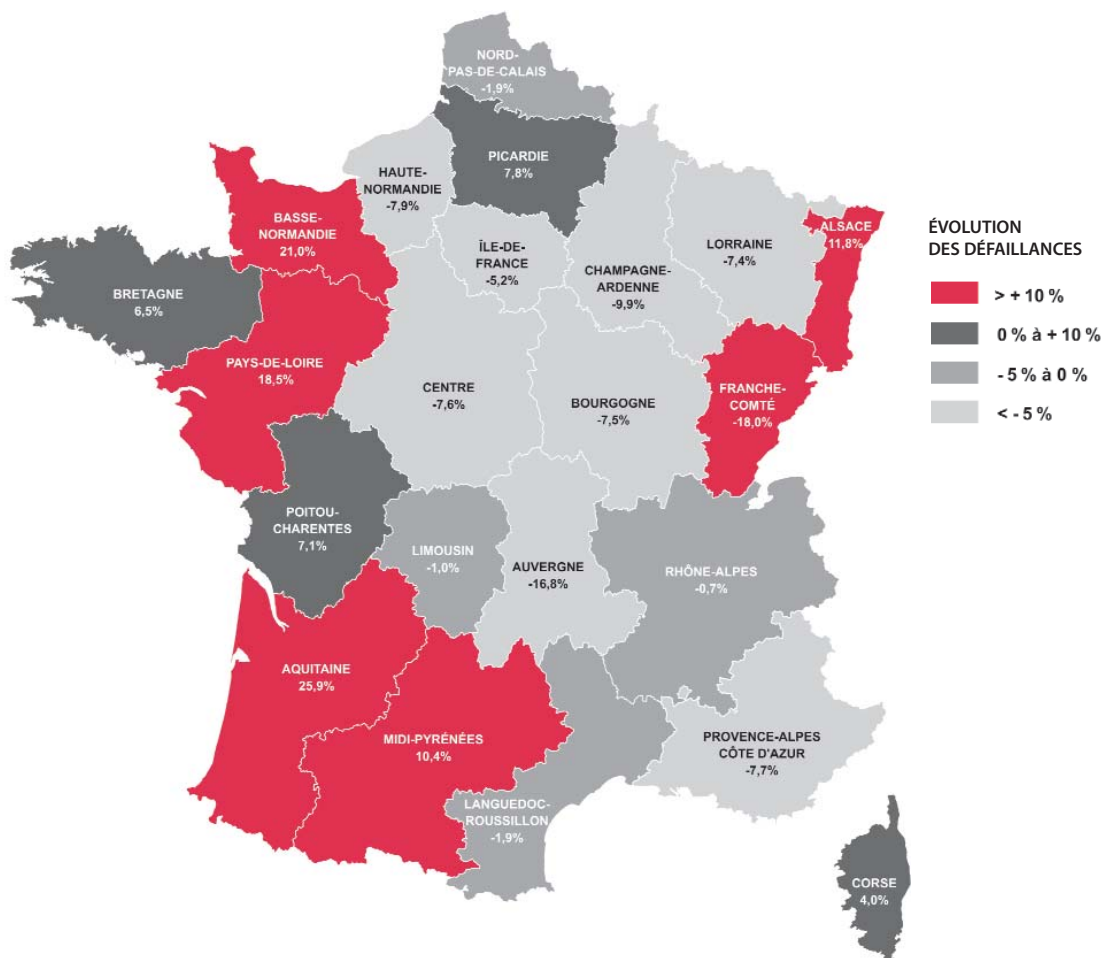 NORD-
PAS-DE-CALAIS
-1,9%
PICARDIE
7,8%
HAUTE-
NORMANDIE
-7,9%
BASSE-
NORMANDIE
21,0%
ÎLE-DE-
FRANCE
-5,2%
CHAMPAGNE-
ARDENNE
-9,9%
LORRAINE
-7,4%
ALSACE
11,8%
BRETAGNE
6,5%
PAYS-DE-LOIRE
18,5%
CENTRE
-7,6%
BOURGOGNE
-7,5%
FRANCHE-
COMTÉ
-18,0%
POITOU-
CHARENTES
7,1%
LIMOUSIN
-1,0%
AUVERGNE
-16,8%
RHÔNE-ALPES
-0,7%
AQUITAINE
25,9%
MIDI-PYRÉNÉES
10,4%
LANGUEDOC-
ROUSSILLON
-1,9%
PROVENCE-ALPES
CÔTE D'AZUR
-7,7%
CORSE
4,0%
ÉVOLUTION
DES DÉFAILLANCES
> + 10 %
0 % à + 10 %
- 5 % à 0 %
< - 5 %